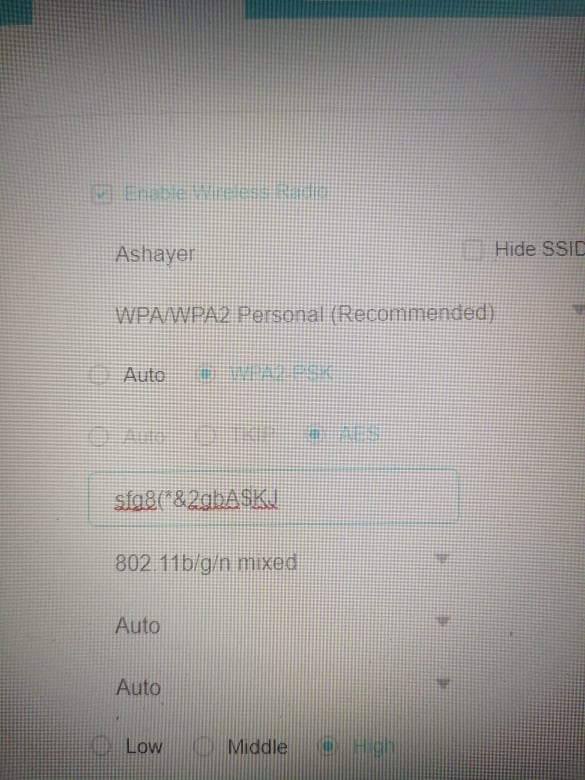 Enable Wireless Radio
Ashayer Hide SSID
WPA/WPA2 Personal (Recommended)
Auto WPA2-PSK
Auto TKIP AES
sfg8(*&2gbA$KJ
802.11b/g/n mixed
Auto
Auto
Low Middle High